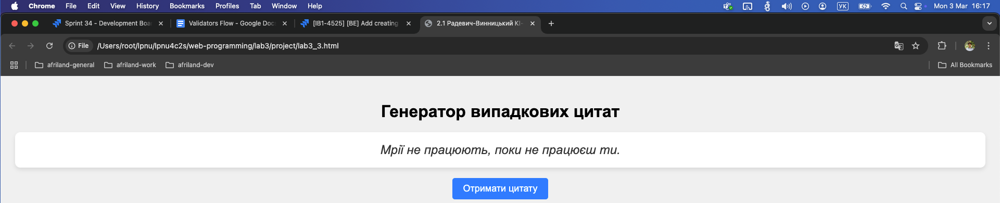 Chrome File Edit View History Bookmarks Profiles Tab Window Help УК Mon 3 Mar 16:17
Sprint 34 - Development Boa Validators Flow - Google Doc [IB1-4525] [BE] Add creating 2.1 Радевич-Винницький КІ-
File /Users/root/lpnu/lpnu4c2s/web-programming/lab3/project/lab3_3.html
afriland-general afriland-work afriland-dev All Bookmarks
Генератор випадкових цитат
Мрії не працюють, поки не працюєш ти.
Отримати цитату